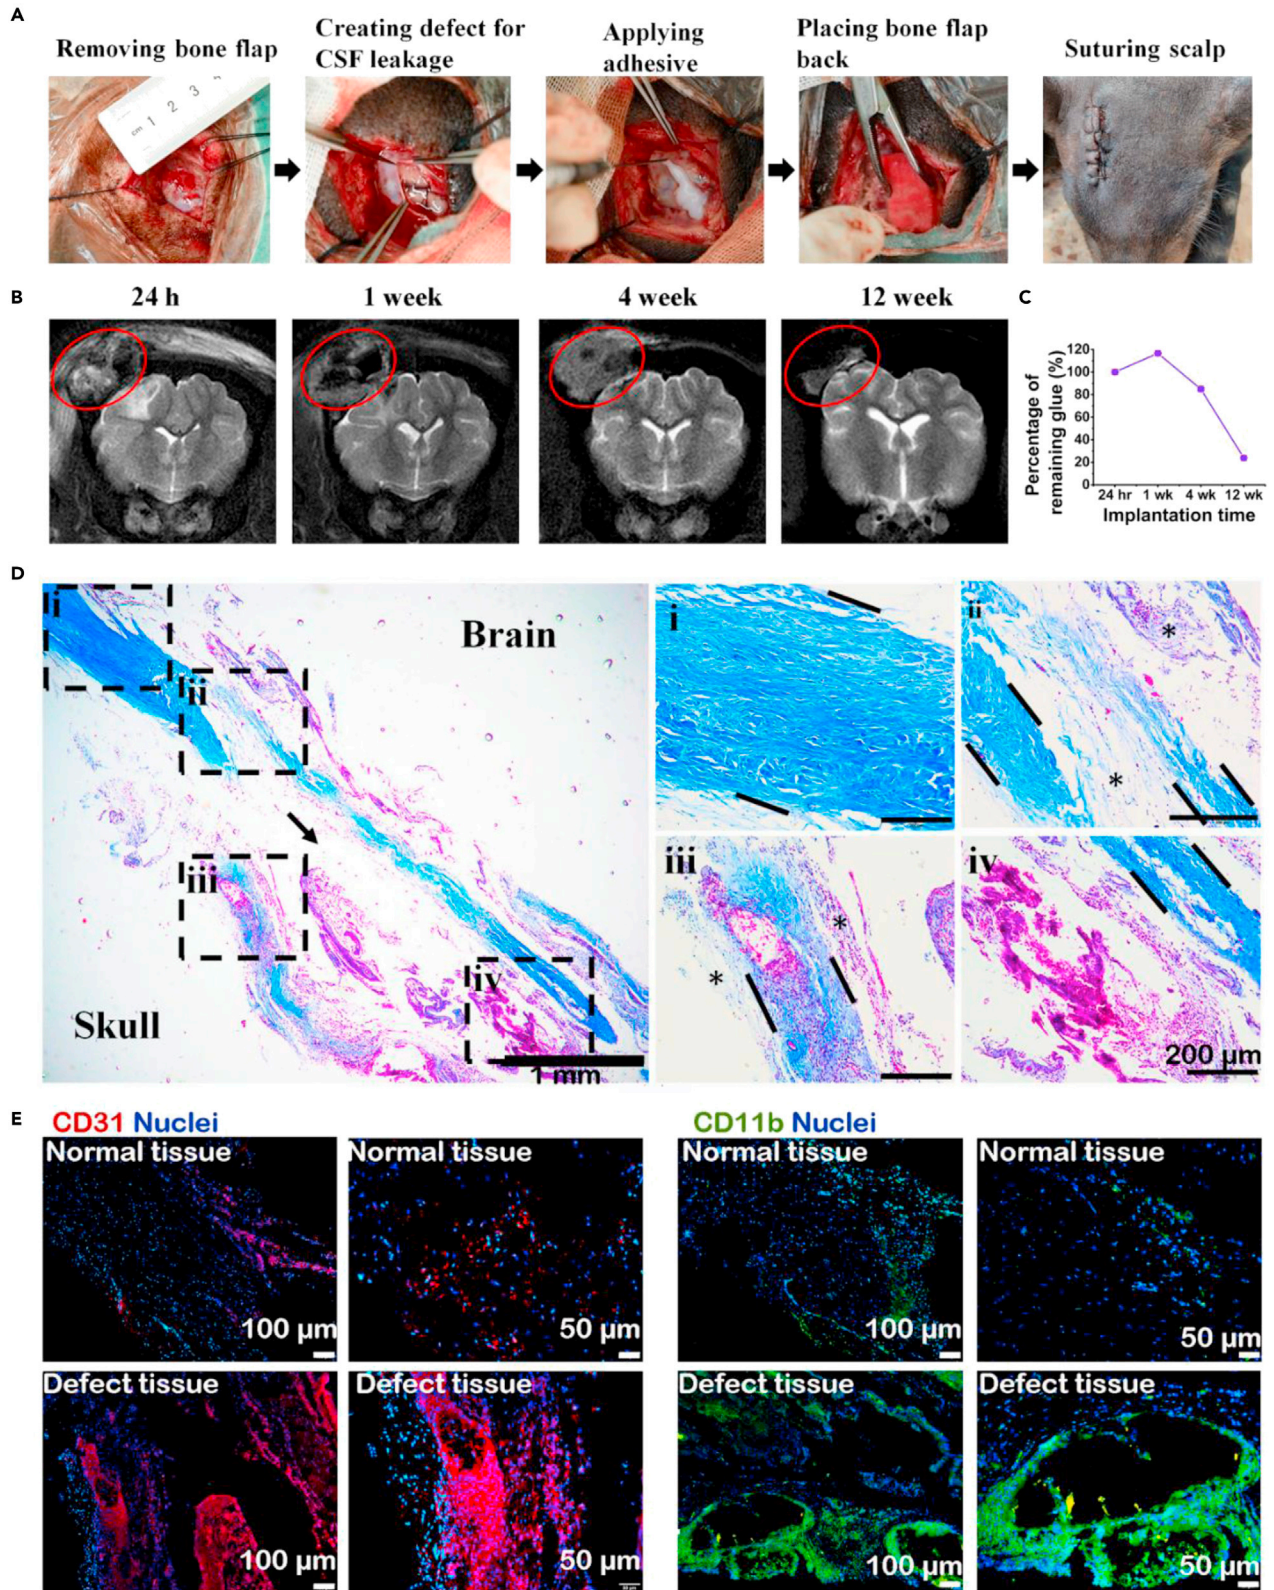 A
Removing bone flap
Creating defect for
CSF leakage
Applying
adhesive
Placing bone flap
back
Suturing scalp
cm 1 2 3
B
24 h
1 week
4 week
12 week
C
Percentage of
remaining glue (%)
120
100
80
60
40
20
0
24 hr
1 wk
4 wk
12 wk
Implantation time
D
i
ii
iii
iv
Brain
Skull
1 mm
i
ii
*
*
iii
*
*
iv
200 μm
E
CD31 Nuclei
Normal tissue
100 μm
Normal tissue
50 μm
CD11b Nuclei
Normal tissue
100 μm
Normal tissue
50 μm
Defect tissue
100 μm
Defect tissue
50 μm
Defect tissue
100 μm
Defect tissue
50 μm